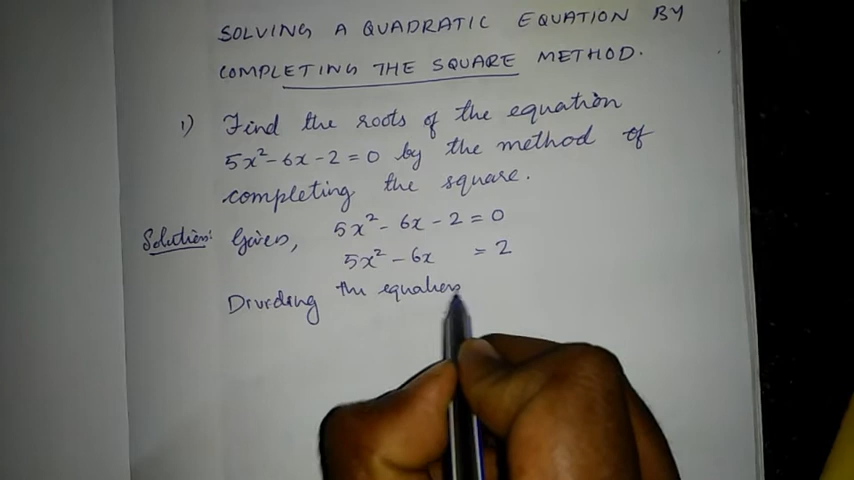 SOLVING A QUADRATIC EQUATION BY
COMPLETING THE SQUARE METHOD.
1) Find the roots of the equation
5x² - 6x - 2 = 0 by the method of
completing the square.
Solution: Given, 5x² - 6x - 2 = 0
5x² - 6x = 2
Dividing the equation